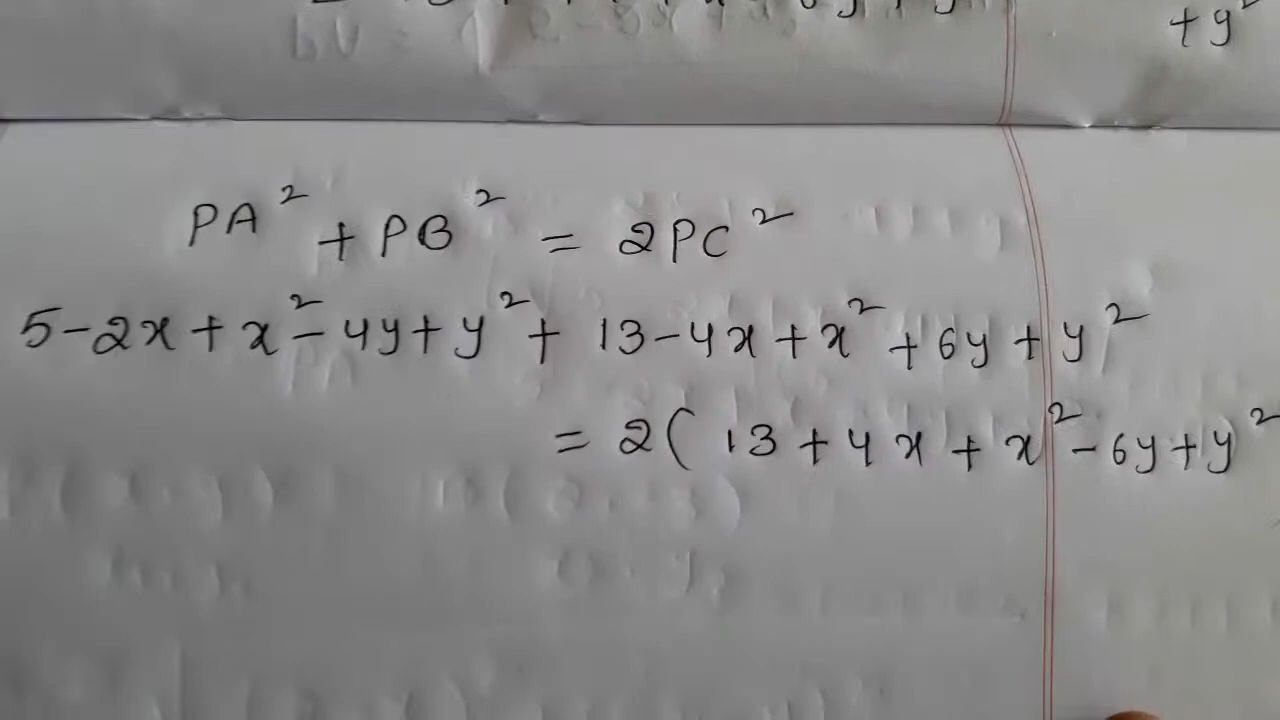 +y²
PA² + PB² = 2PC²
5-2x+x²-4y+y²+ 13-4x+x²+6y+y²
= 2( 13+4x+x²-6y+y²